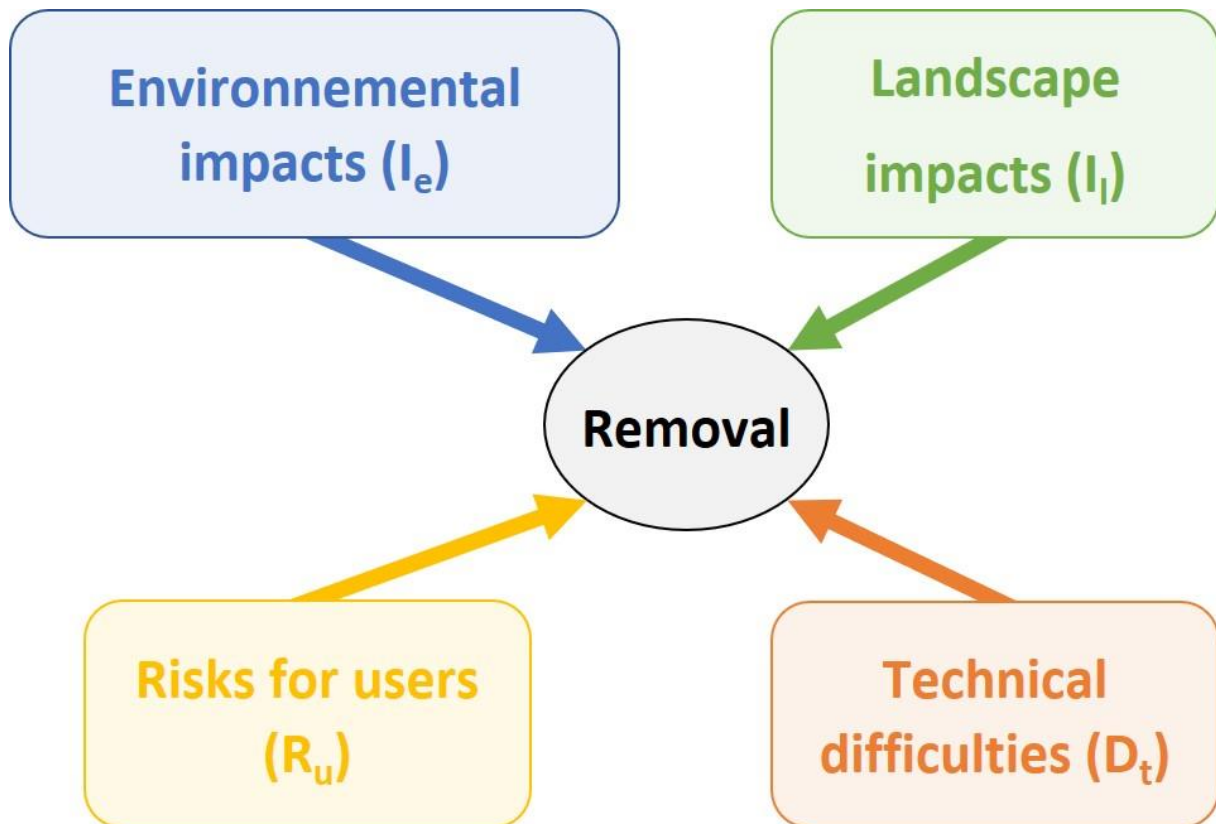 Environnemental
impacts (Iₑ)
Landscape
impacts (Iₗ)
Removal
Risks for users
(Rᵤ)
Technical
difficulties (Dₜ)